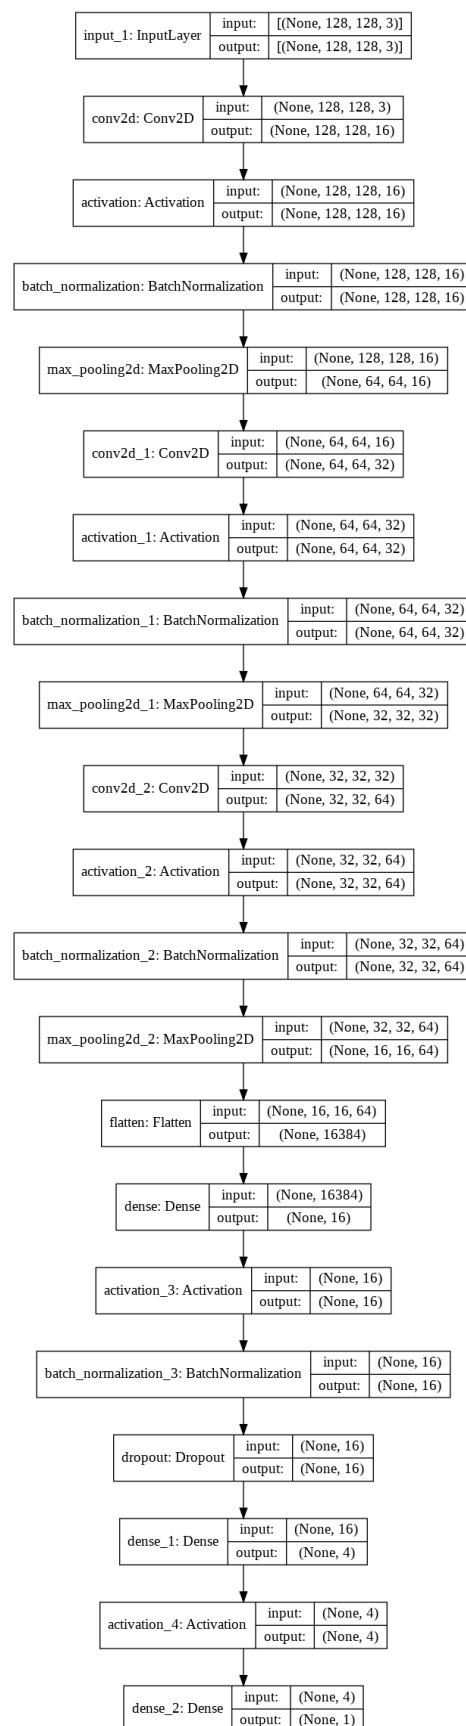 input_1: InputLayer input: [(None, 128, 128, 3)]
output: [(None, 128, 128, 3)]
conv2d: Conv2D input: (None, 128, 128, 3)
output: (None, 128, 128, 16)
activation: Activation input: (None, 128, 128, 16)
output: (None, 128, 128, 16)
batch_normalization: BatchNormalization input: (None, 128, 128, 16)
output: (None, 128, 128, 16)
max_pooling2d: MaxPooling2D input: (None, 128, 128, 16)
output: (None, 64, 64, 16)
conv2d_1: Conv2D input: (None, 64, 64, 16)
output: (None, 64, 64, 32)
activation_1: Activation input: (None, 64, 64, 32)
output: (None, 64, 64, 32)
batch_normalization_1: BatchNormalization input: (None, 64, 64, 32)
output: (None, 64, 64, 32)
max_pooling2d_1: MaxPooling2D input: (None, 64, 64, 32)
output: (None, 32, 32, 32)
conv2d_2: Conv2D input: (None, 32, 32, 32)
output: (None, 32, 32, 64)
activation_2: Activation input: (None, 32, 32, 64)
output: (None, 32, 32, 64)
batch_normalization_2: BatchNormalization input: (None, 32, 32, 64)
output: (None, 32, 32, 64)
max_pooling2d_2: MaxPooling2D input: (None, 32, 32, 64)
output: (None, 16, 16, 64)
flatten: Flatten input: (None, 16, 16, 64)
output: (None, 16384)
dense: Dense input: (None, 16384)
output: (None, 16)
activation_3: Activation input: (None, 16)
output: (None, 16)
batch_normalization_3: BatchNormalization input: (None, 16)
output: (None, 16)
dropout: Dropout input: (None, 16)
output: (None, 16)
dense_1: Dense input: (None, 16)
output: (None, 4)
activation_4: Activation input: (None, 4)
output: (None, 4)
dense_2: Dense input: (None, 4)
output: (None, 1)